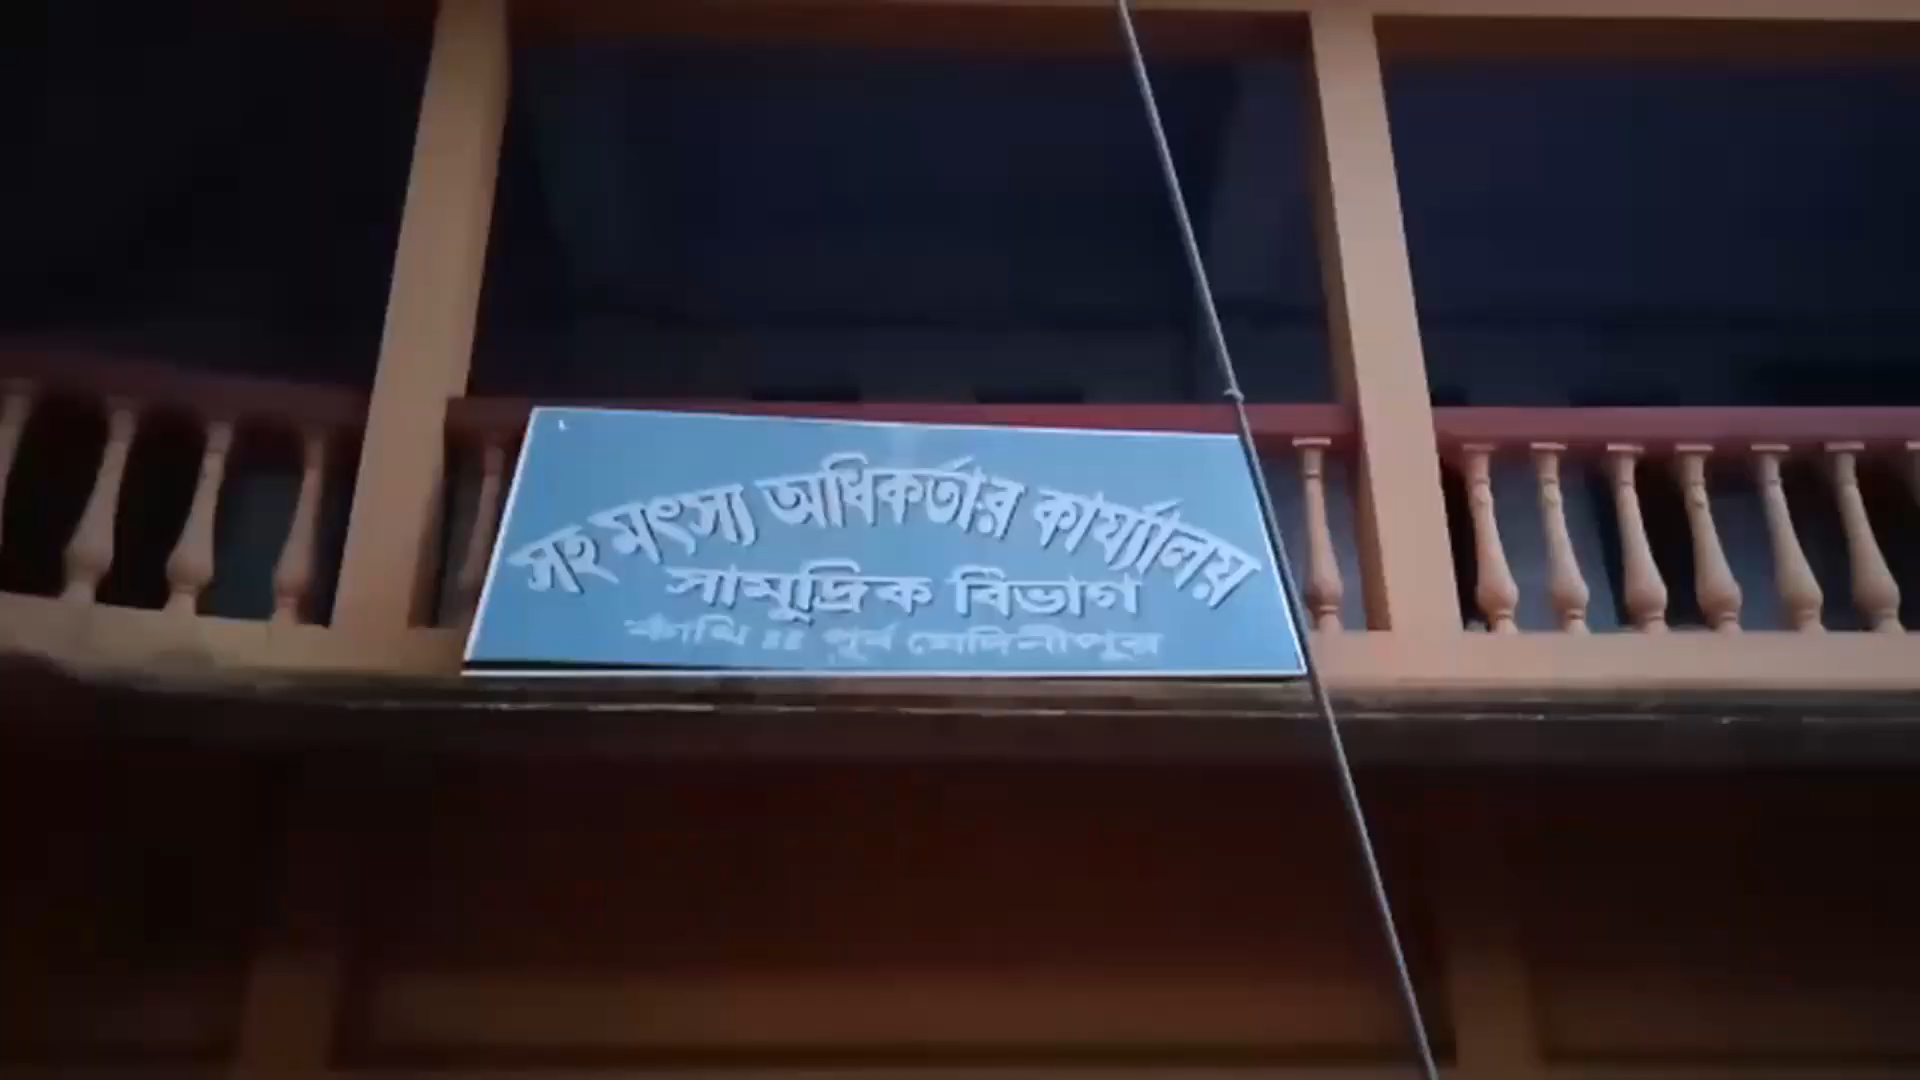 সহ মৎস্য অধিকর্তার কার্য্যালয়
সামুদ্রিক বিভাগ
কাঁথি ঃঃ পূর্ব মেদিনীপুর